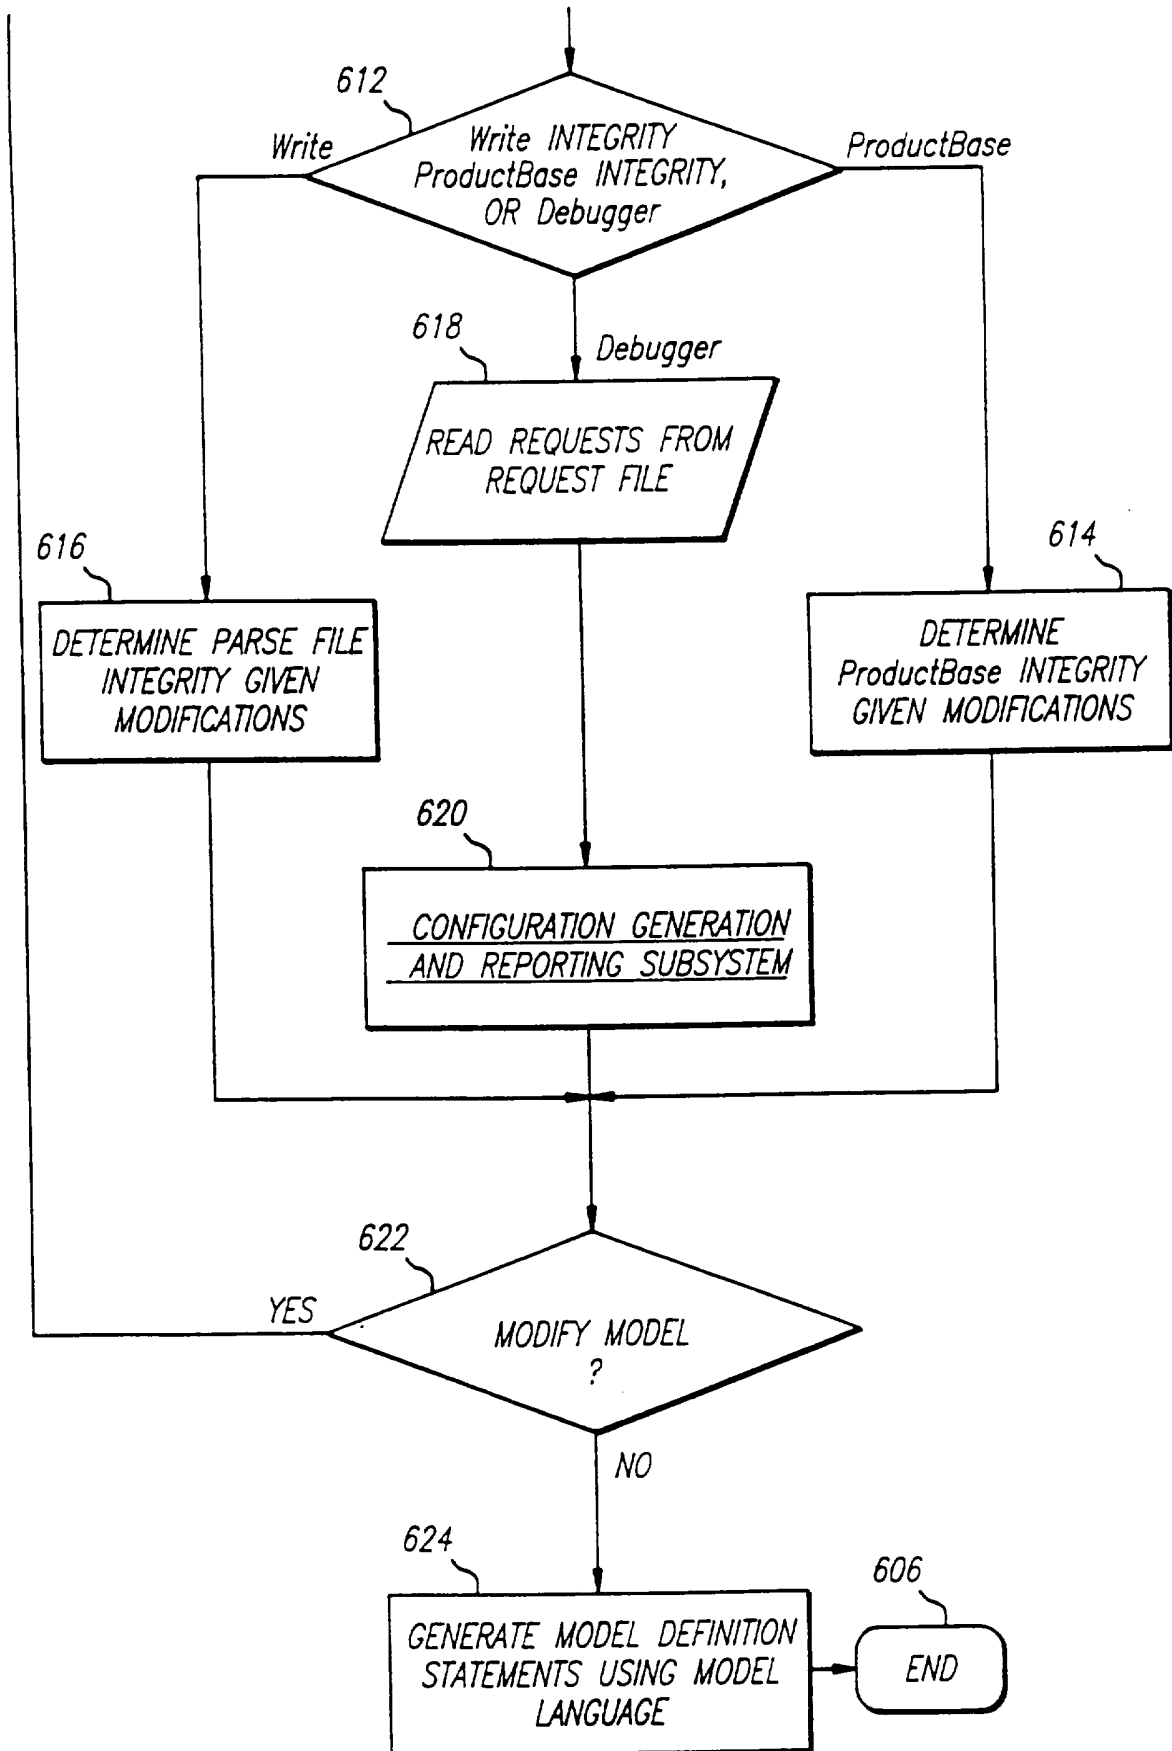 612
Write
Write INTEGRITY
ProductBase INTEGRITY,
OR Debugger
ProductBase
618
Debugger
READ REQUESTS FROM
REQUEST FILE
616
DETERMINE PARSE FILE
INTEGRITY GIVEN
MODIFICATIONS
614
DETERMINE
ProductBase INTEGRITY
GIVEN MODIFICATIONS
620
CONFIGURATION GENERATION
AND REPORTING SUBSYSTEM
622
YES
MODIFY MODEL
?
NO
624
GENERATE MODEL DEFINITION
STATEMENTS USING MODEL
LANGUAGE
606
END